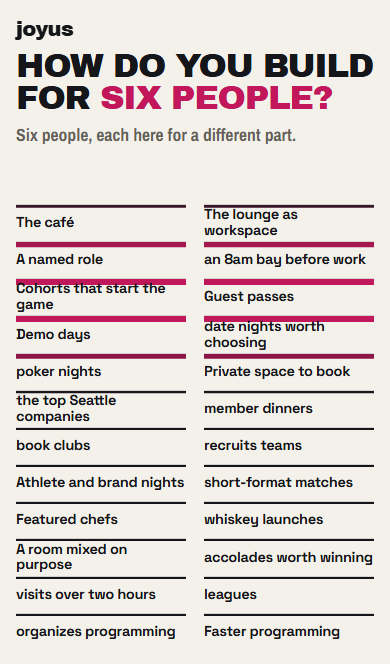 joyus
HOW DO YOU BUILD
FOR SIX PEOPLE?
Six people, each here for a different part.
The café
The lounge as
workspace
A named role
an 8am bay before work
Cohorts that start the
game
Guest passes
Demo days
date nights worth
choosing
poker nights
Private space to book
the top Seattle
companies
member dinners
book clubs
recruits teams
Athlete and brand nights
short-format matches
Featured chefs
whiskey launches
A room mixed on
purpose
accolades worth winning
visits over two hours
leagues
organizes programming
Faster programming